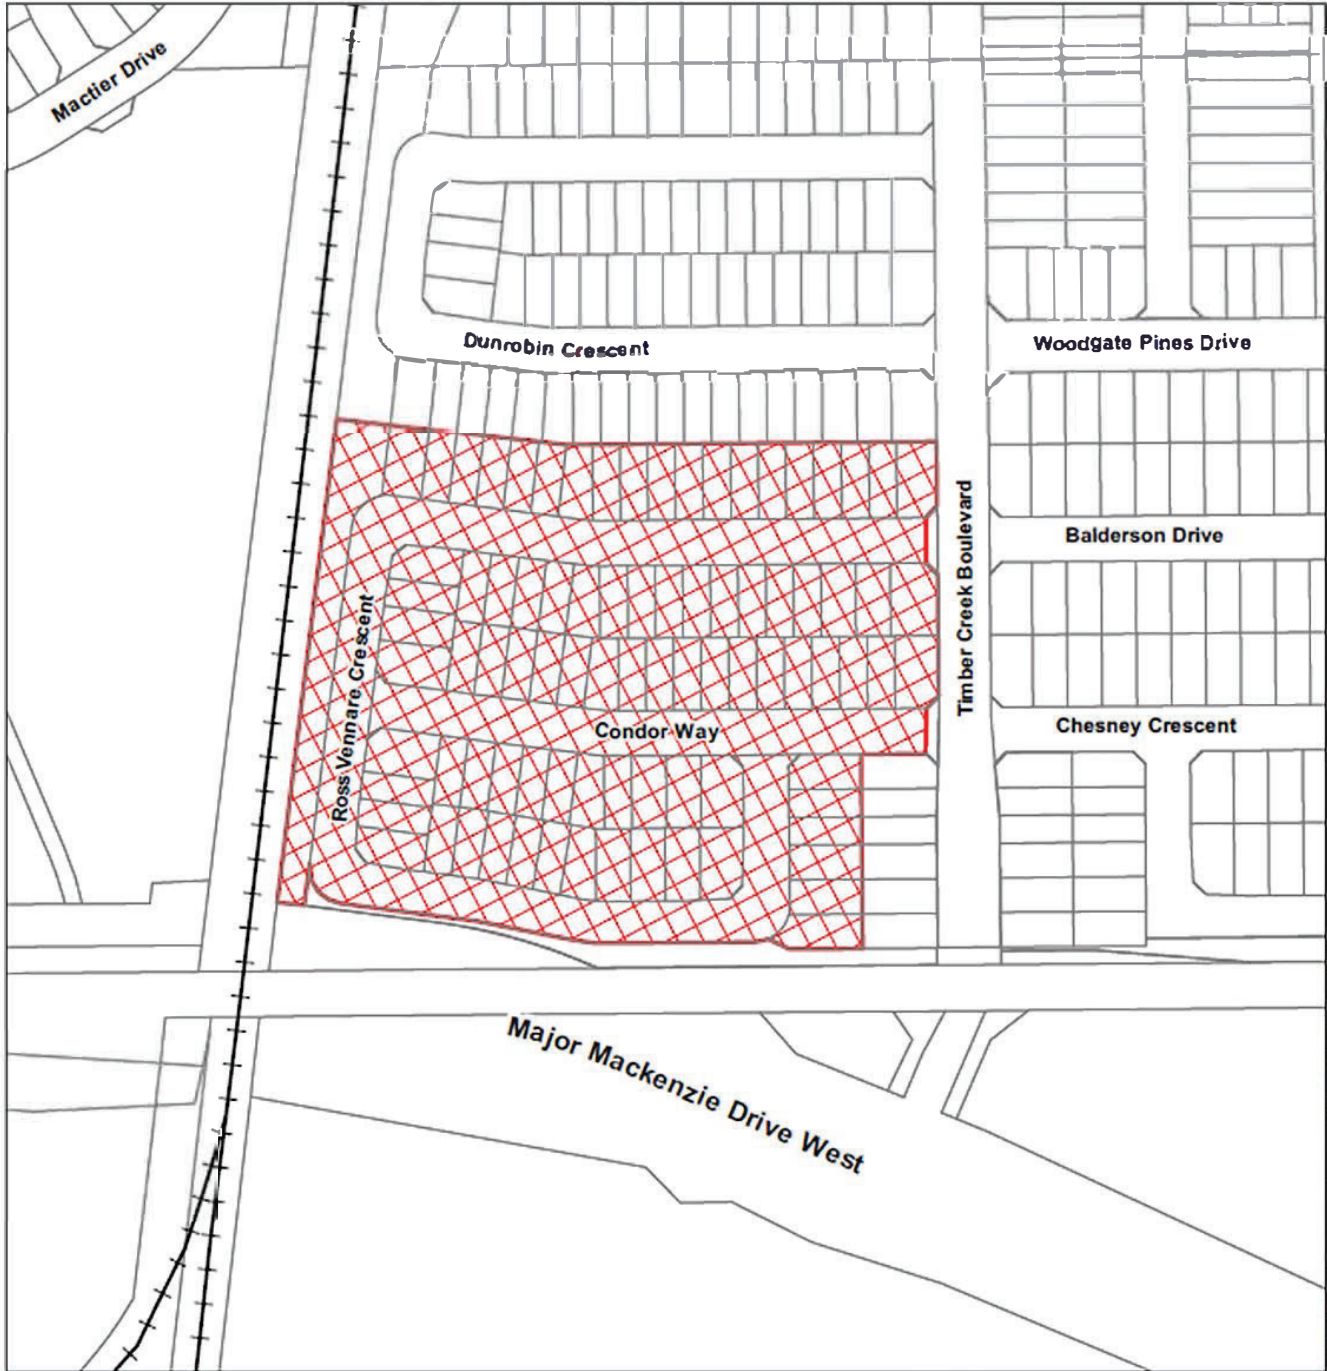 Mactier Drive
Dunrobin Crescent
Woodgate Pines Drive
Timber Creek Boulevard
Balderson Drive
Ross Vennare Crescent
Condor Way
Chesney Crescent
Major Mackenzie Drive West